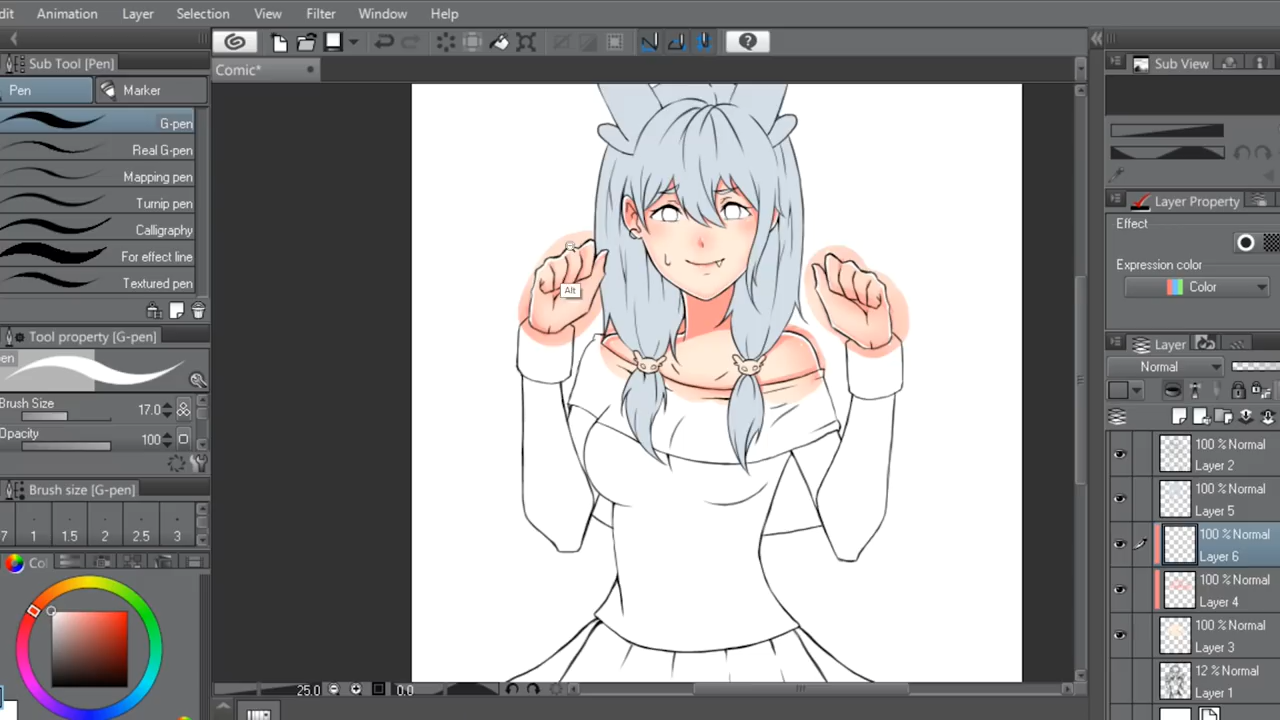 dit Animation Layer Selection View Filter Window Help
Sub Tool [Pen]
Pen Marker
G-pen
Real G-pen
Mapping pen
Turnip pen
Calligraphy
For effect line
Textured pen
Tool property [G-pen]
pen
Brush Size 17.0
Opacity 100
Brush size [G-pen]
7 1 1.5 2 2.5 3
Col
Comic*
Alt
25.0 0.0
Sub View
Layer Property
Effect
Expression color
Color
Layer
Normal
100 % Normal
Layer 2
100 % Normal
Layer 5
100 % Normal
Layer 6
100 % Normal
Layer 4
100 % Normal
Layer 3
12 % Normal
Layer 1